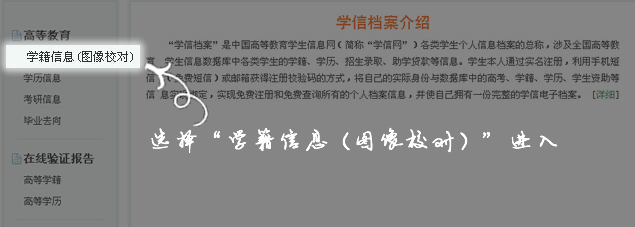 高等教育
学籍信息(图像校对)
学历信息
考研信息
毕业去向
在线验证报告
高等学籍
高等学历
学信档案介绍
“学信档案”是中国高等教育学生信息网(简称“学信网”)各类学生个人信息档案的总称，涉及全国高等教
育、学生信息数据库中各类学生的学籍、学历、招生录取、助学贷款等信息。学生本人通过实名注册，利用手机短
信(免费短信)或邮箱获得注册校验码的方式，将自己的实际身份与数据库中的高考、学籍、学历、学生资助等
信息实时绑定，实现免费注册和免费查询所有的个人档案信息，并使自己拥有一份完整的学信电子档案。 [详细]
选择“学籍信息(图像校对)”进入